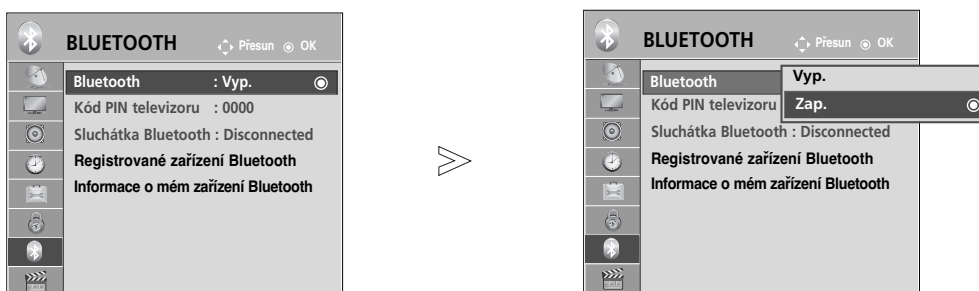 BLUETOOTH Přesun OK
Bluetooth : Vyp.
Kód PIN televizoru : 0000
Sluchátka Bluetooth : Disconnected
Registrované zařízení Bluetooth
Informace o mém zařízení Bluetooth
BLUETOOTH Přesun OK
Bluetooth
Vyp.
Kód PIN televizoru
Zap.
Sluchátka Bluetooth : Disconnected
Registrované zařízení Bluetooth
Informace o mém zařízení Bluetooth